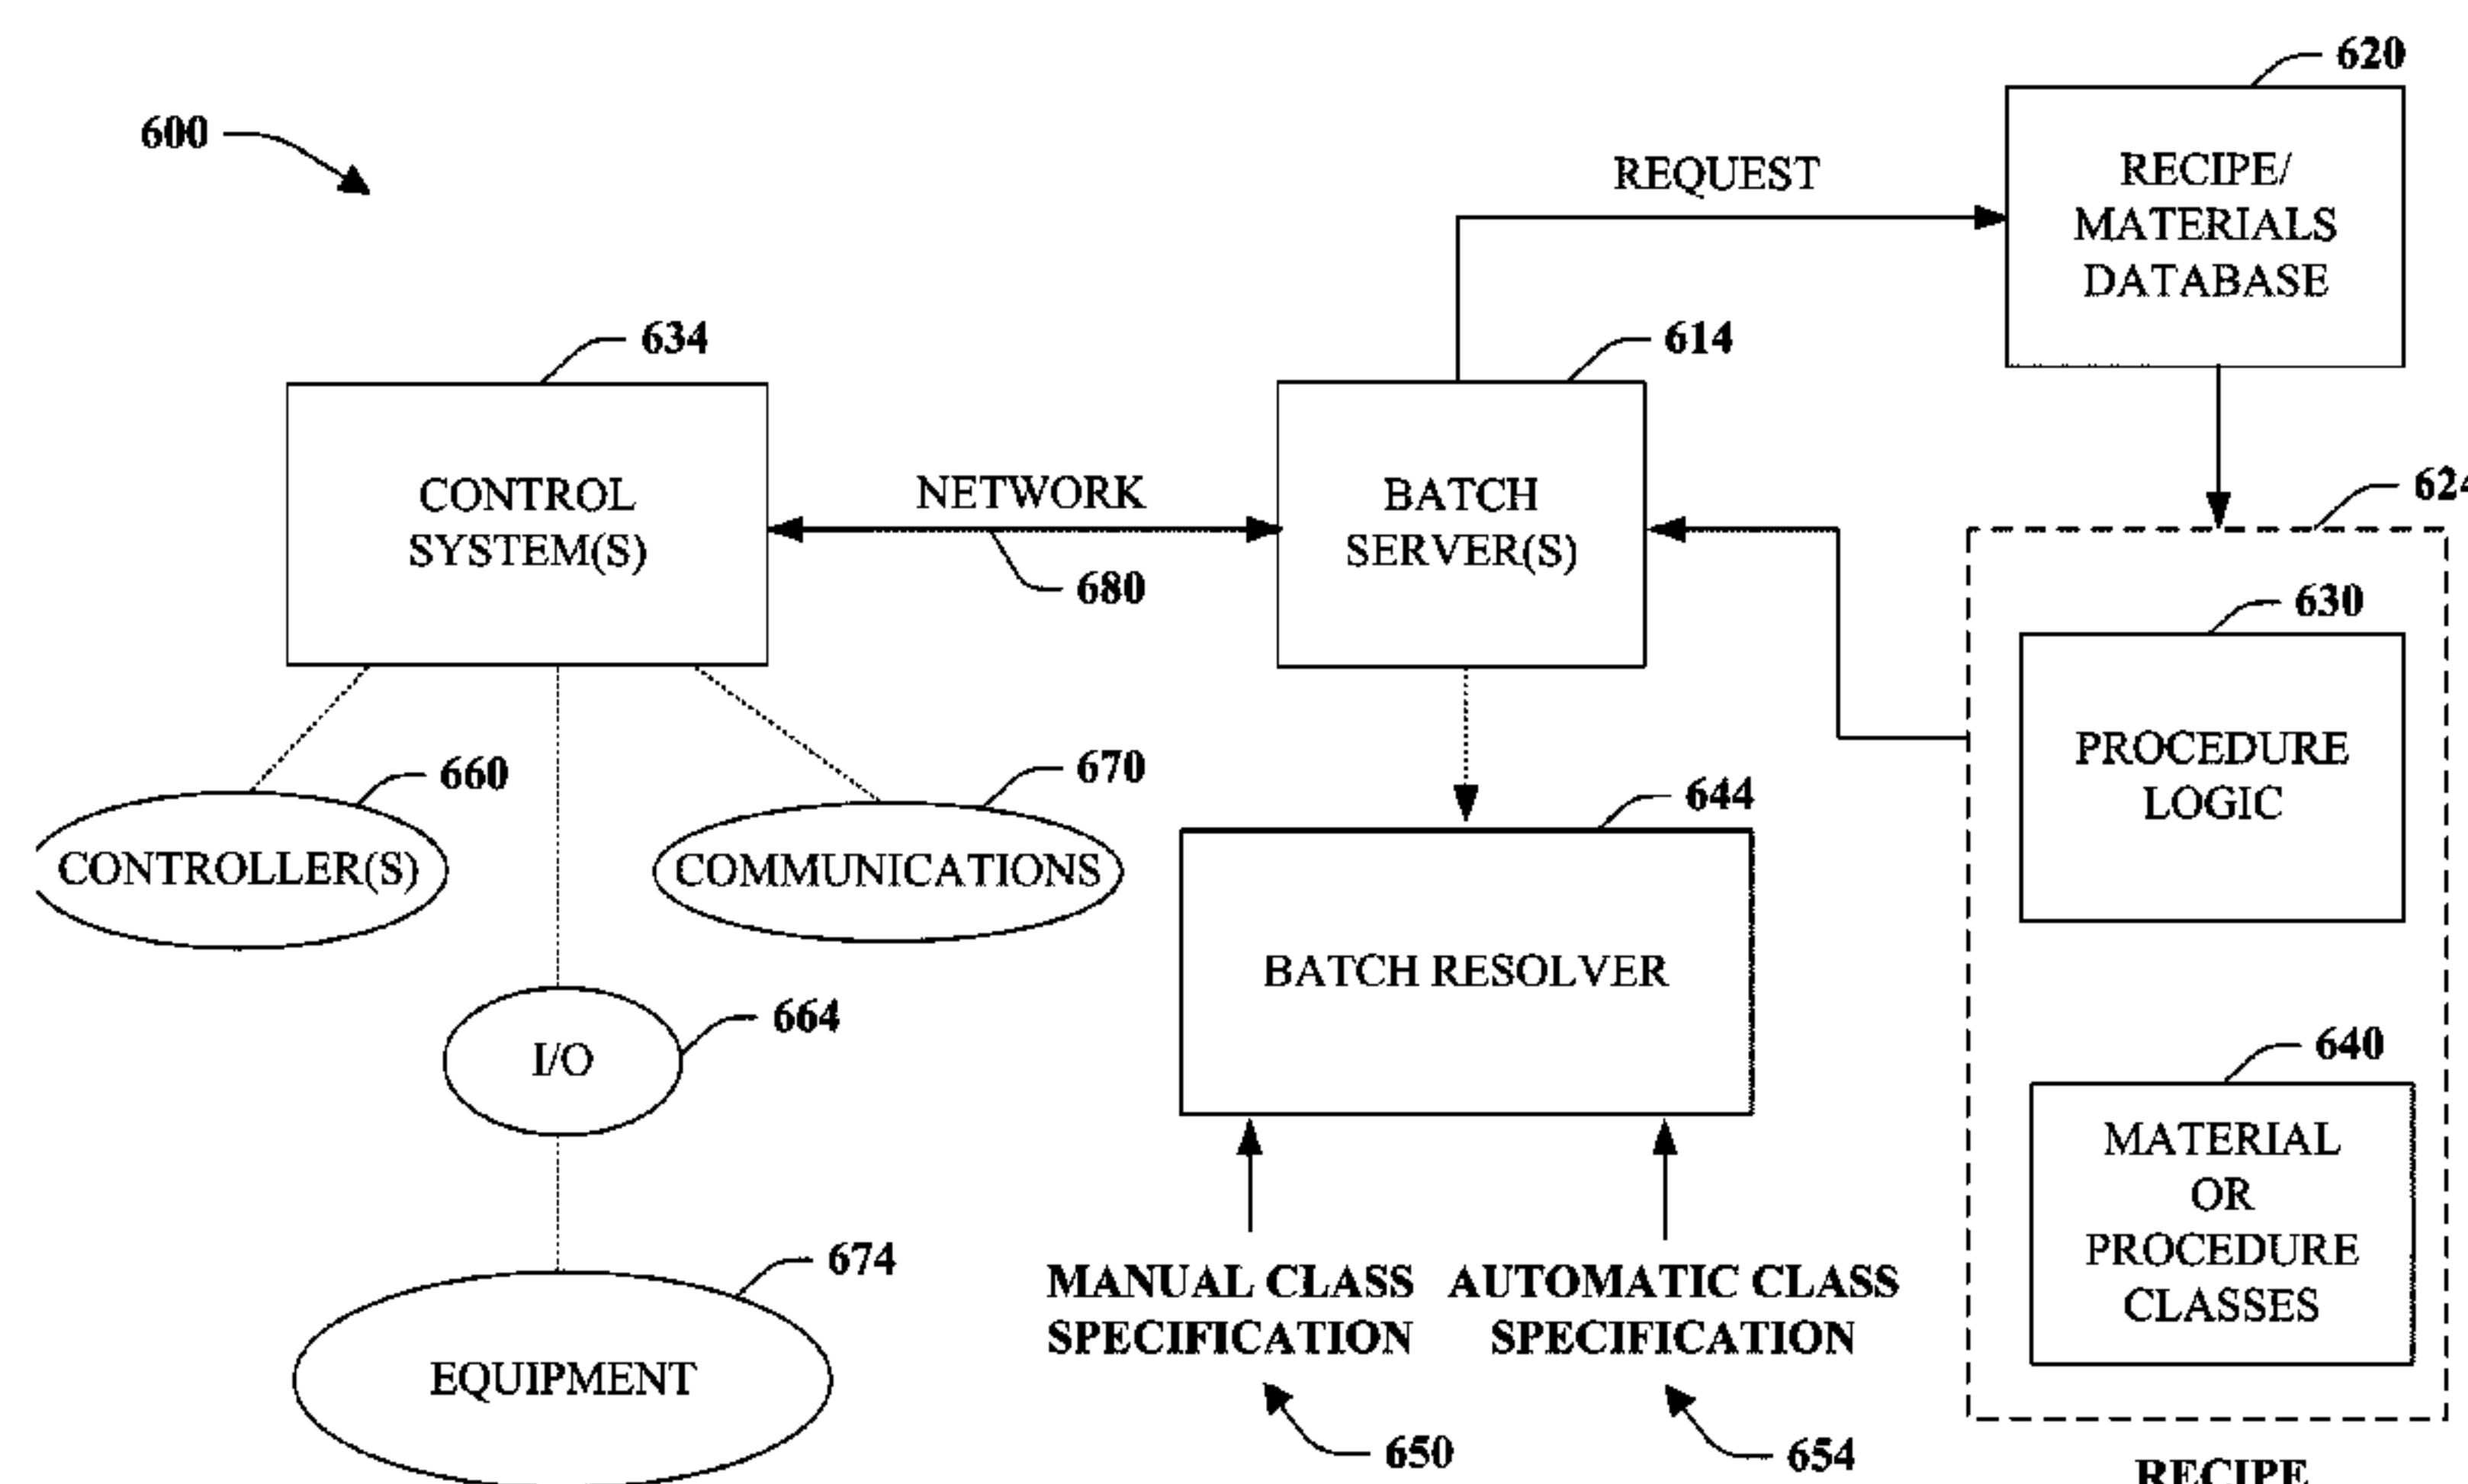 620
600
REQUEST
RECIPE/
MATERIALS
DATABASE
634
614
624
CONTROL
SYSTEM(S)
NETWORK
680
BATCH
SERVER(S)
630
PROCEDURE
LOGIC
660
670
644
CONTROLLER(S)
COMMUNICATIONS
BATCH RESOLVER
664
I/O
640
MATERIAL
OR
PROCEDURE
CLASSES
674
EQUIPMENT
MANUAL CLASS
SPECIFICATION
AUTOMATIC CLASS
SPECIFICATION
650
654
RECIPE